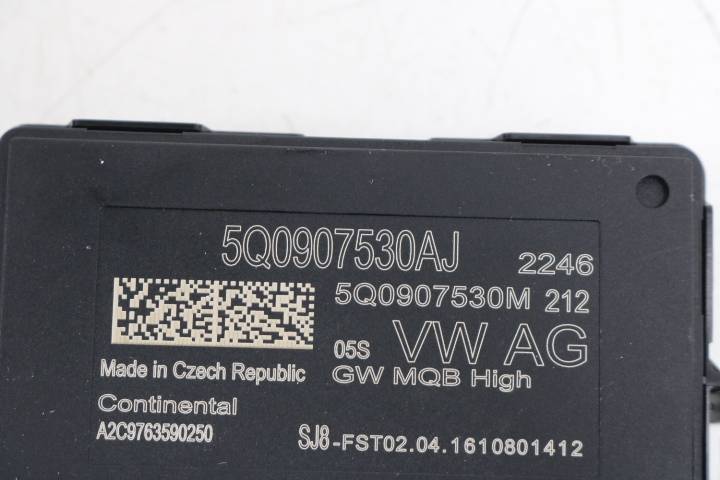 5Q0907530AJ 2246
5Q0907530M 212
05S VW AG
Made in Czech Republic GW MQB High
Continental
A2C9763590250 SJ8-FST02.04.1610801412